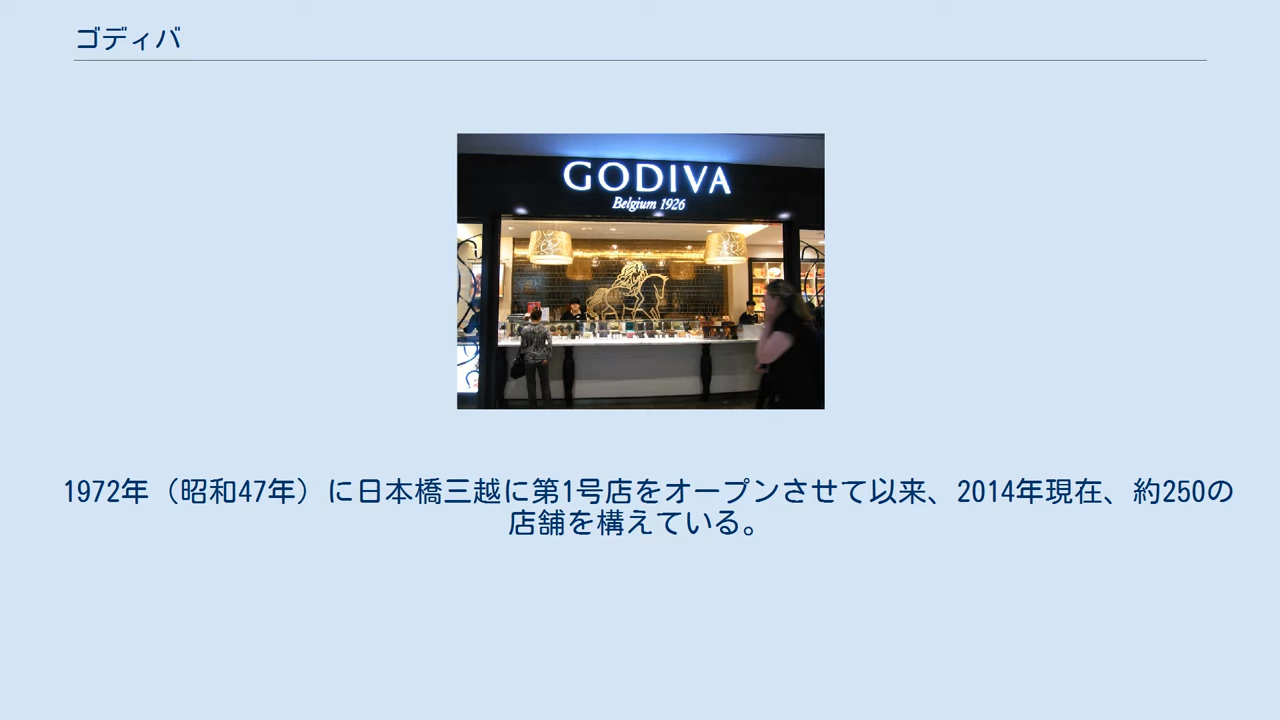 ゴディバ
GODIVA
Belgium 1926
1972年（昭和47年）に日本橋三越に第1号店をオープンさせて以来、2014年現在、約250の
店舗を構えている。